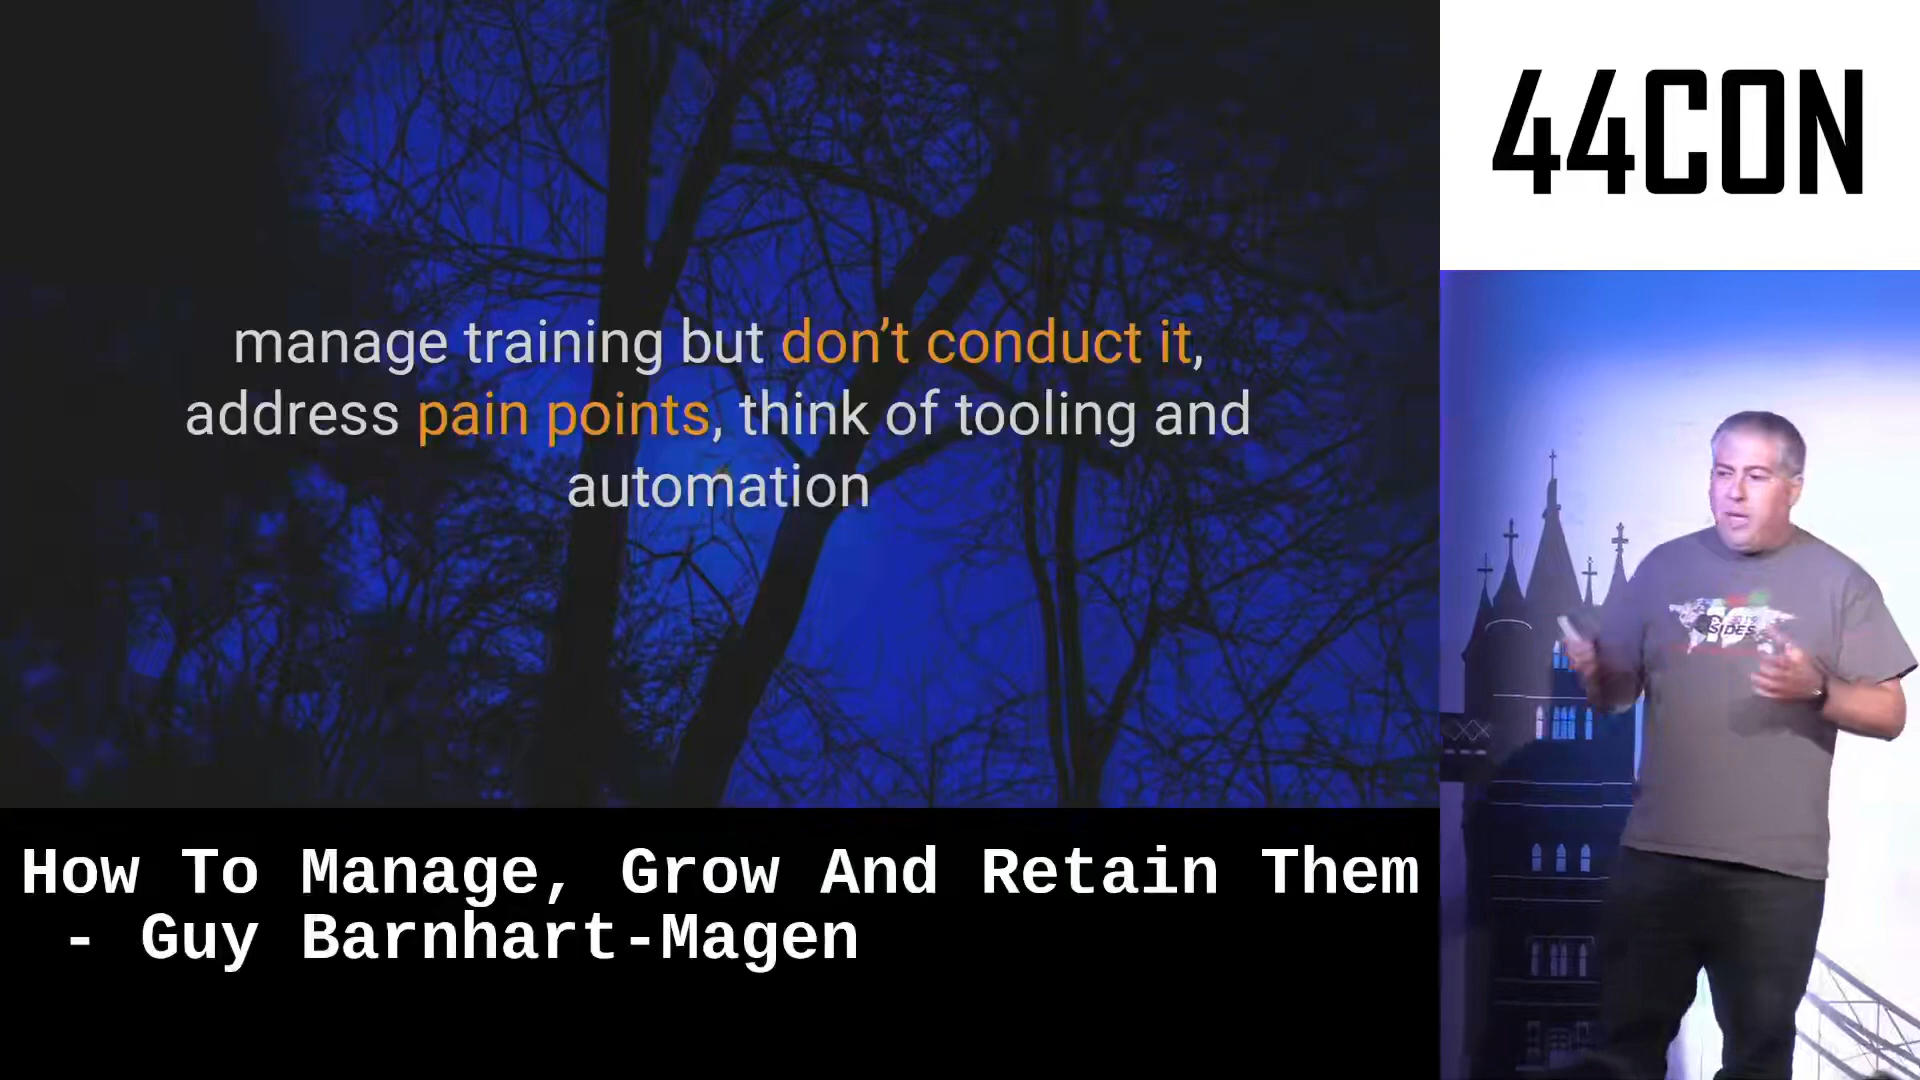 manage training but don’t conduct it,
address pain points, think of tooling and
automation
44CON
SIDES
How To Manage, Grow And Retain Them
- Guy Barnhart-Magen